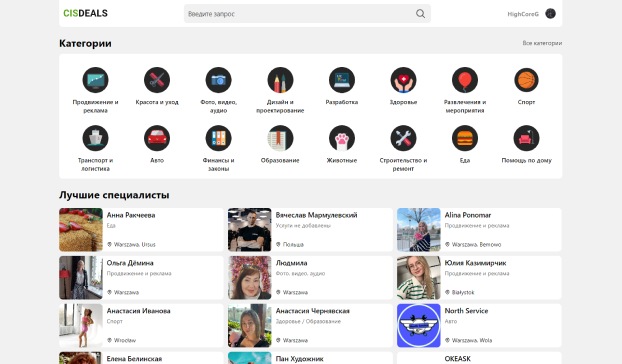 CISDEALS
Введите запрос
HighCoroG
Категории
Все категории
Продвижение и реклама
Красота и уход
Фото, видео, аудио
Дизайн и проектирование
Разработка
Здоровье
Развлечения и мероприятия
Спорт
Транспорт и логистика
Авто
Финансы и законы
Образование
Животные
Строительство и ремонт
Еда
Помощь по дому
Лучшие специалисты
Анна Ракчеева
Еда
Warszawa, Ursus
Вячеслав Мармулевский
Услуги не добавлены
Польша
Alina Ponomar
Продвижение и реклама
Warszawa, Bemowo
Ольга Дёмина
Продвижение и реклама
Warszawa
Людмила
Фото, видео, аудио
Warszawa
Юлия Казимирчик
Продвижение и реклама
Białystok
Анастасия Иванова
Спорт
Wrocław
Анастасия Чернявская
Здоровье / Образование
Warszawa
North Service
Авто
Warszawa, Wola
Елена Белинская
Пан Художник
OKEASK